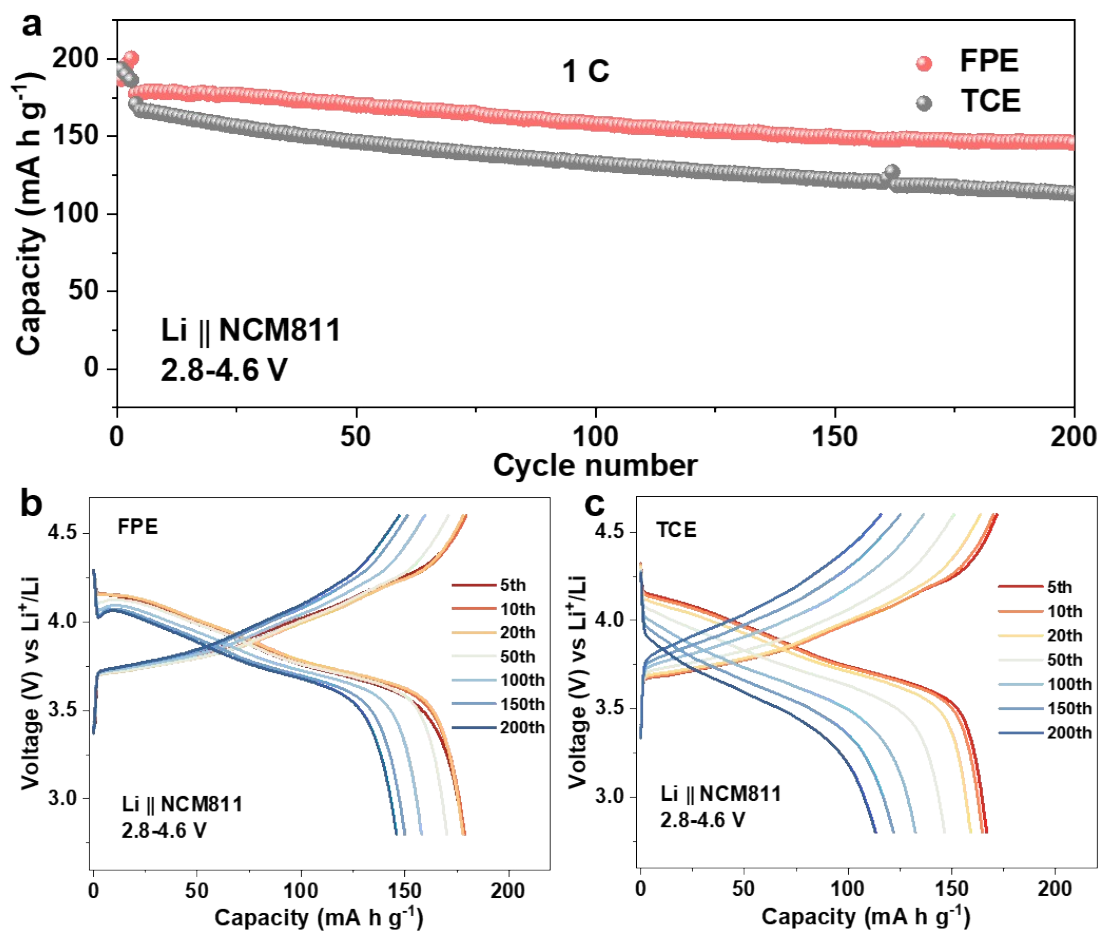 a
Capacity (mA h g⁻¹)
200
150
100
50
0
1 C
FPE
TCE
Li || NCM811
2.8-4.6 V
0
50
100
150
200
Cycle number
b
Voltage (V) vs Li⁺/Li
4.5
4.0
3.5
3.0
FPE
5th
10th
20th
50th
100th
150th
200th
Li || NCM811
2.8-4.6 V
0
50
100
150
200
Capacity (mA h g⁻¹)
c
Voltage (V) vs Li⁺/Li
4.5
4.0
3.5
3.0
TCE
5th
10th
20th
50th
100th
150th
200th
Li || NCM811
2.8-4.6 V
0
50
100
150
200
Capacity (mA h g⁻¹)